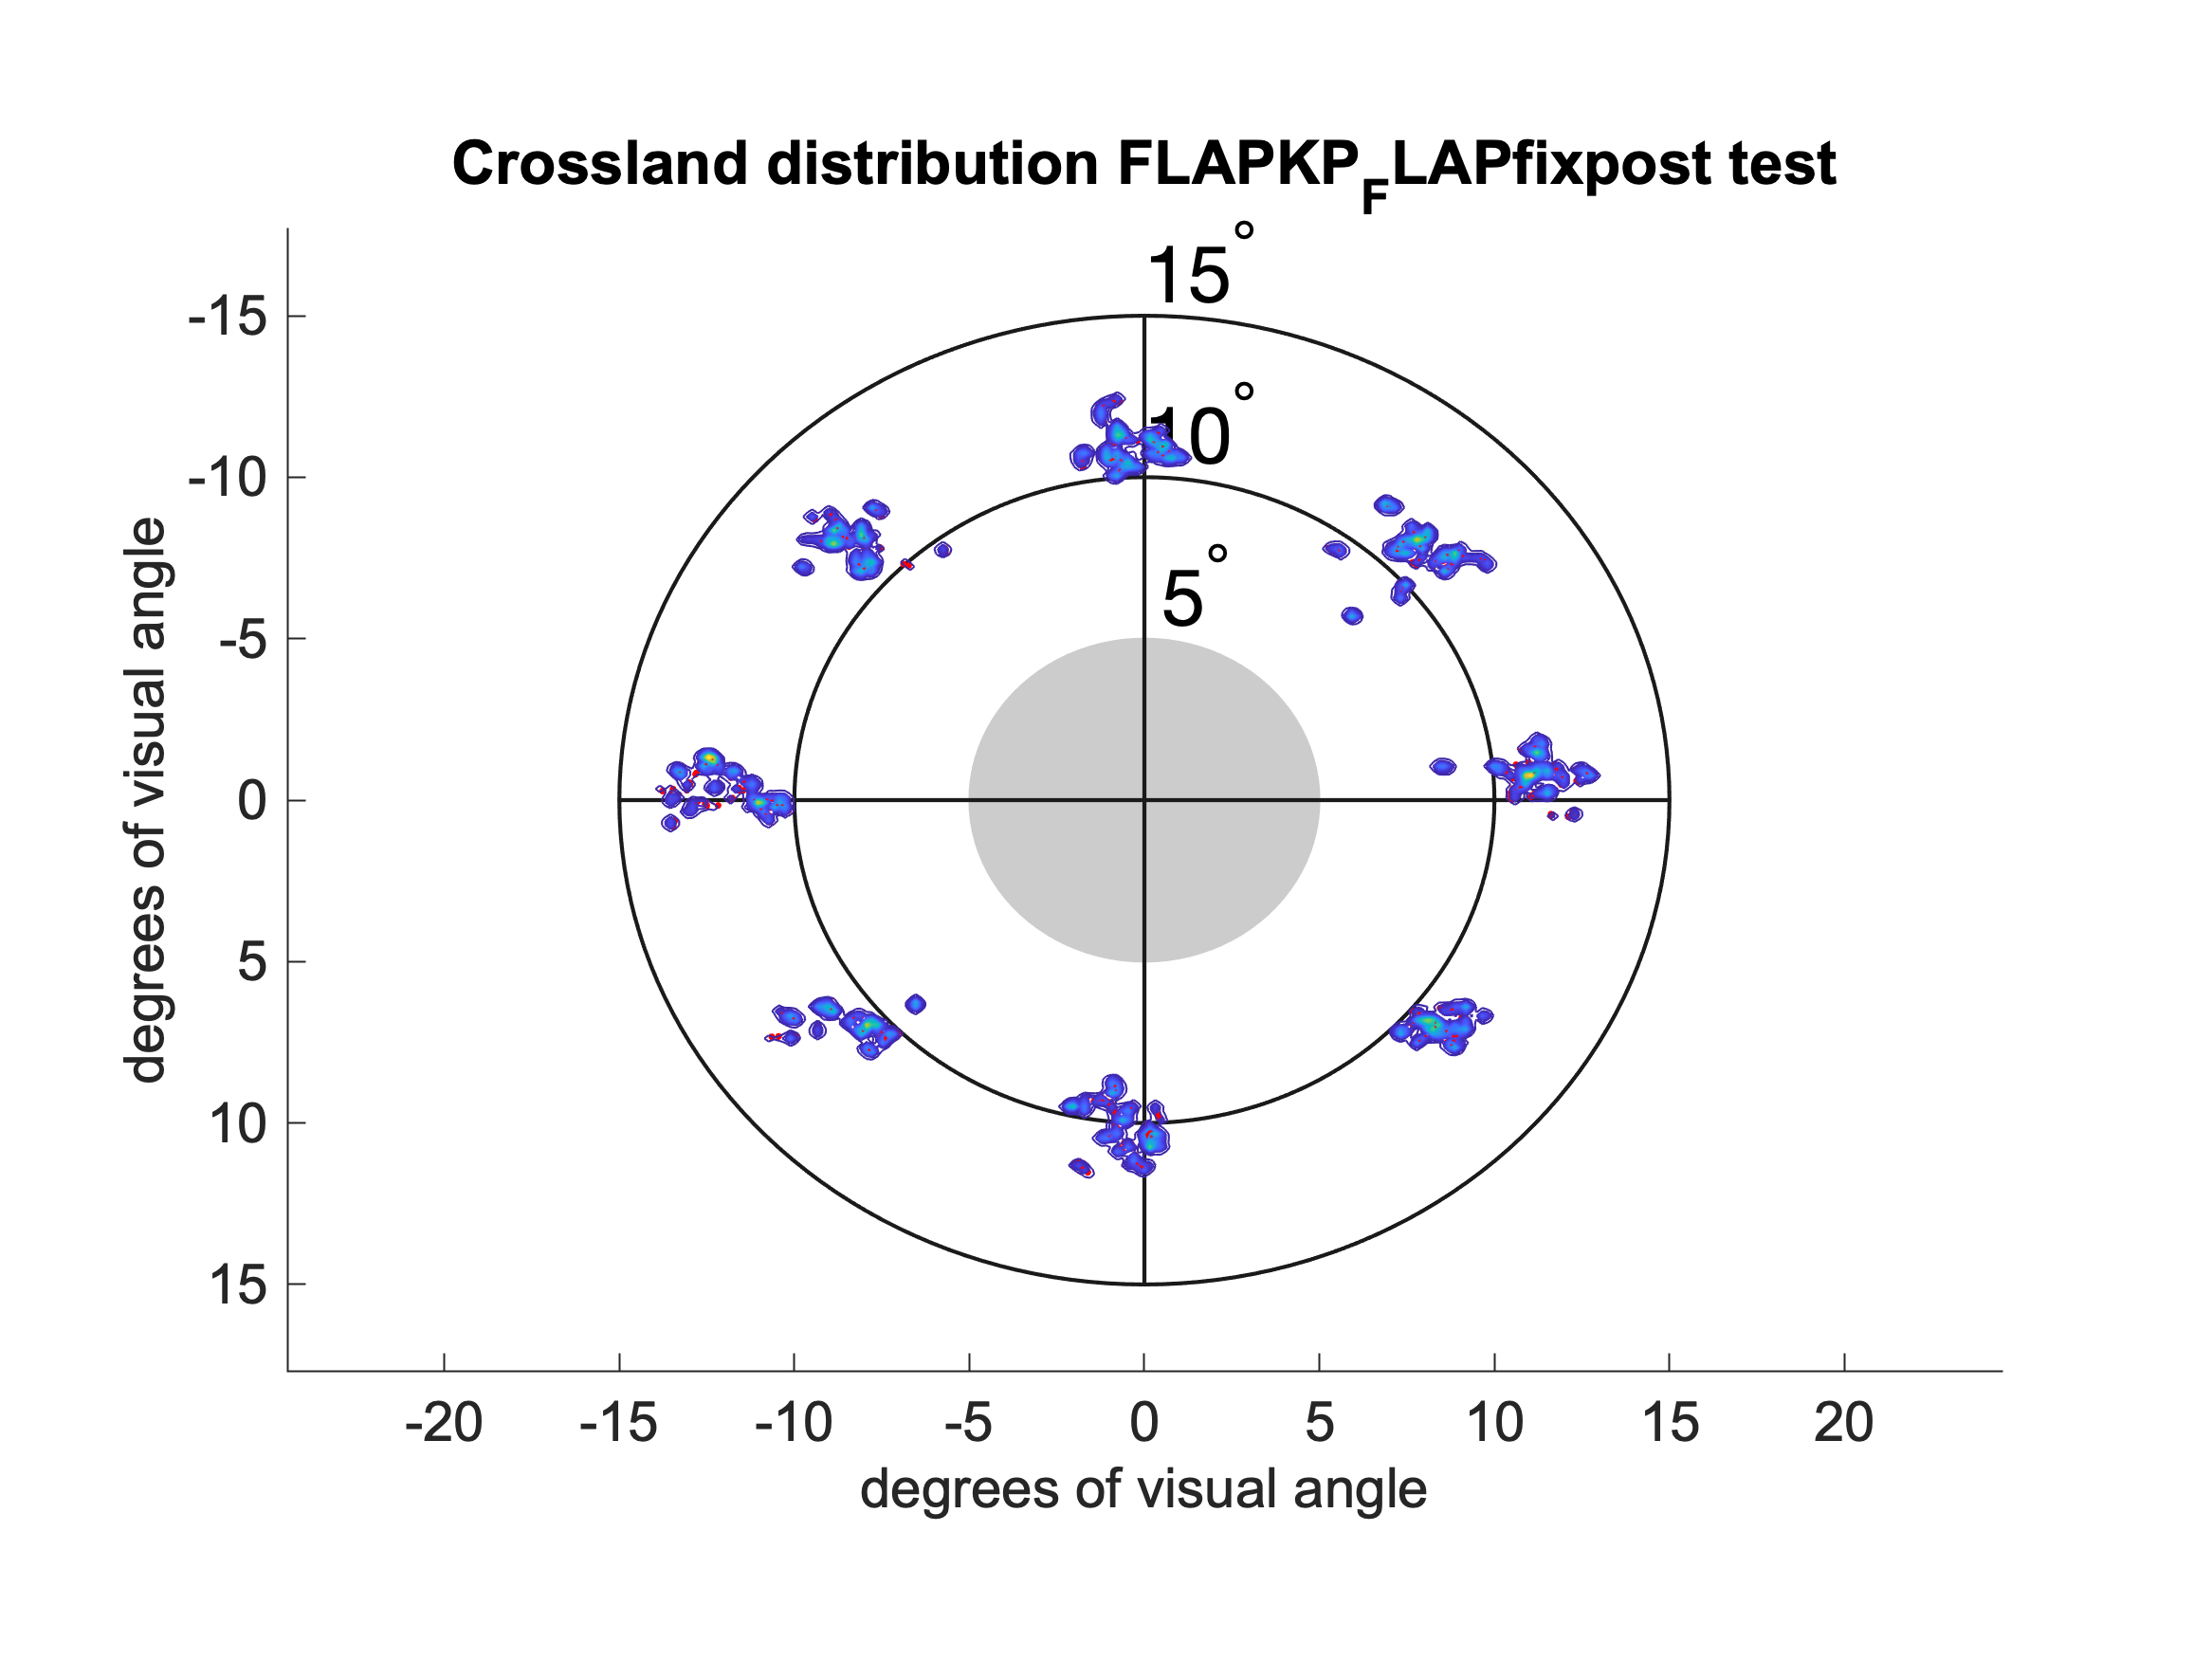 Crossland distribution FLAPKP_FLAPfixpost test
15°
10°
5°
-15
-10
-5
0
5
10
15
degrees of visual angle
-20 -15 -10 -5 0 5 10 15 20
degrees of visual angle